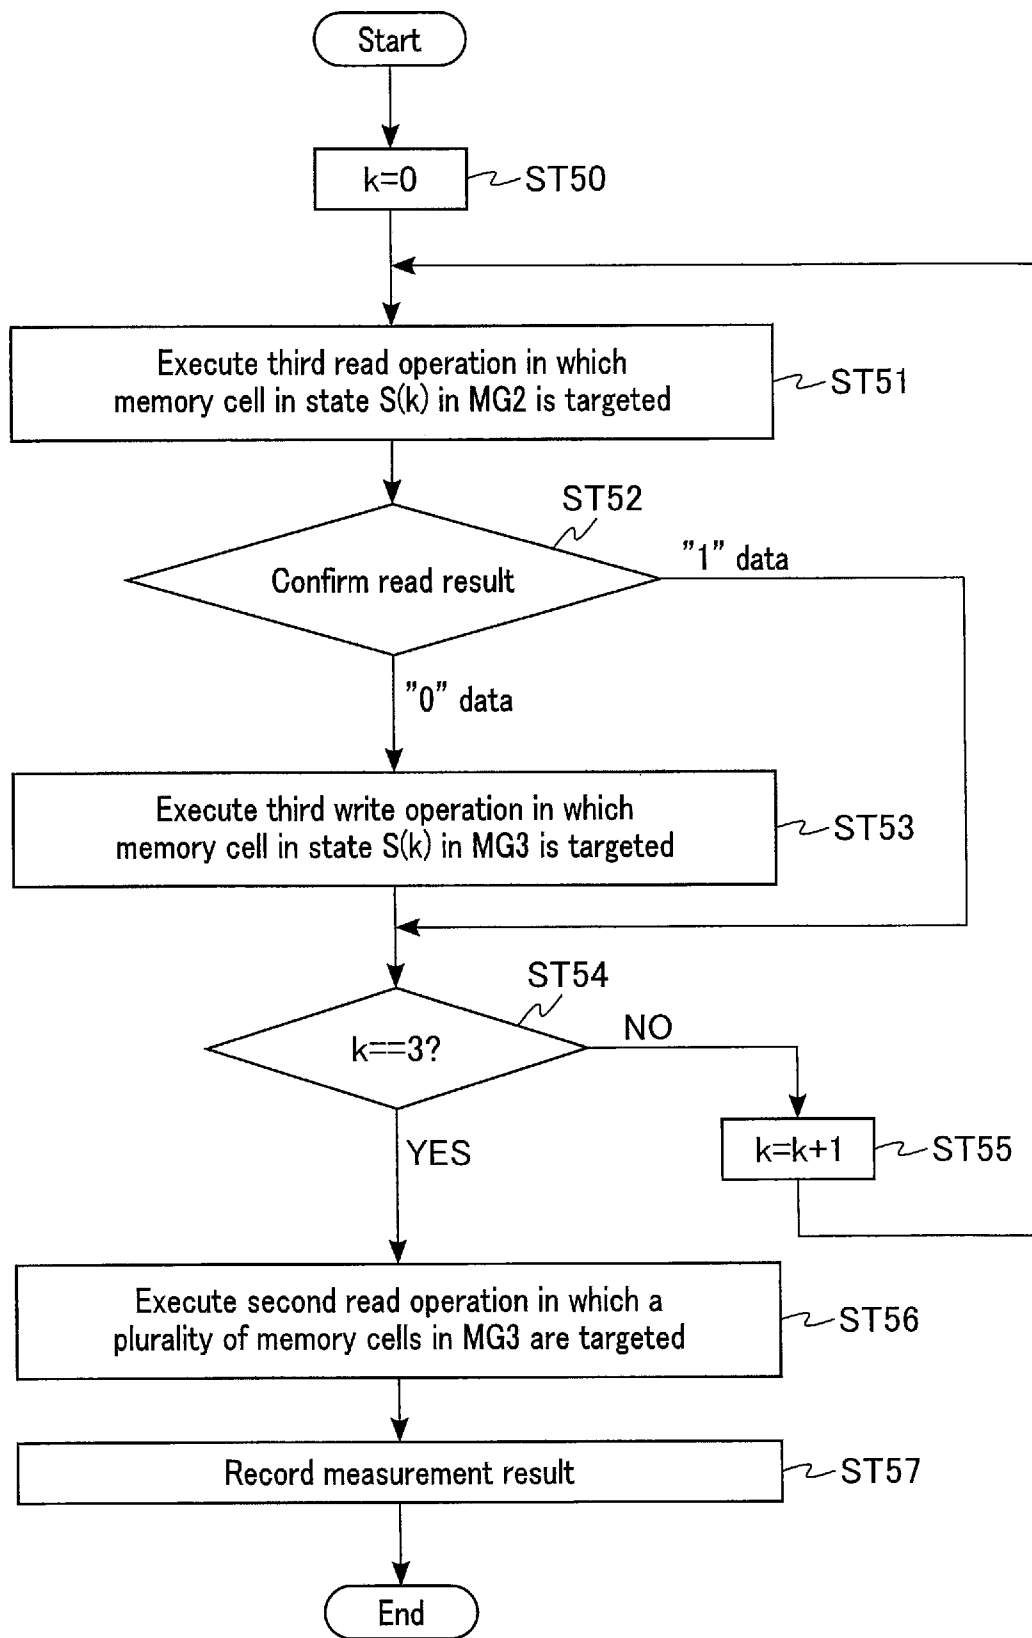 Start
k=0
ST50
Execute third read operation in which
memory cell in state S(k) in MG2 is targeted
ST51
ST52
Confirm read result
"1" data
"0" data
Execute third write operation in which
memory cell in state S(k) in MG3 is targeted
ST53
ST54
k==3?
NO
YES
k=k+1
ST55
Execute second read operation in which a
plurality of memory cells in MG3 are targeted
ST56
Record measurement result
ST57
End